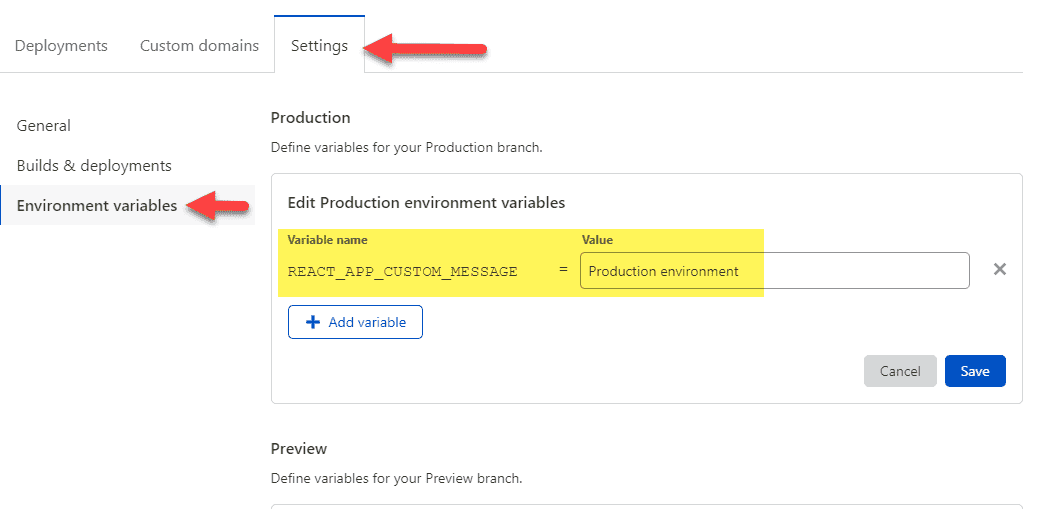 Deployments Custom domains Settings
General
Builds & deployments
Environment variables
Production
Define variables for your Production branch.
Edit Production environment variables
Variable name Value
REACT_APP_CUSTOM_MESSAGE = Production environment
Add variable
Cancel Save
Preview
Define variables for your Preview branch.